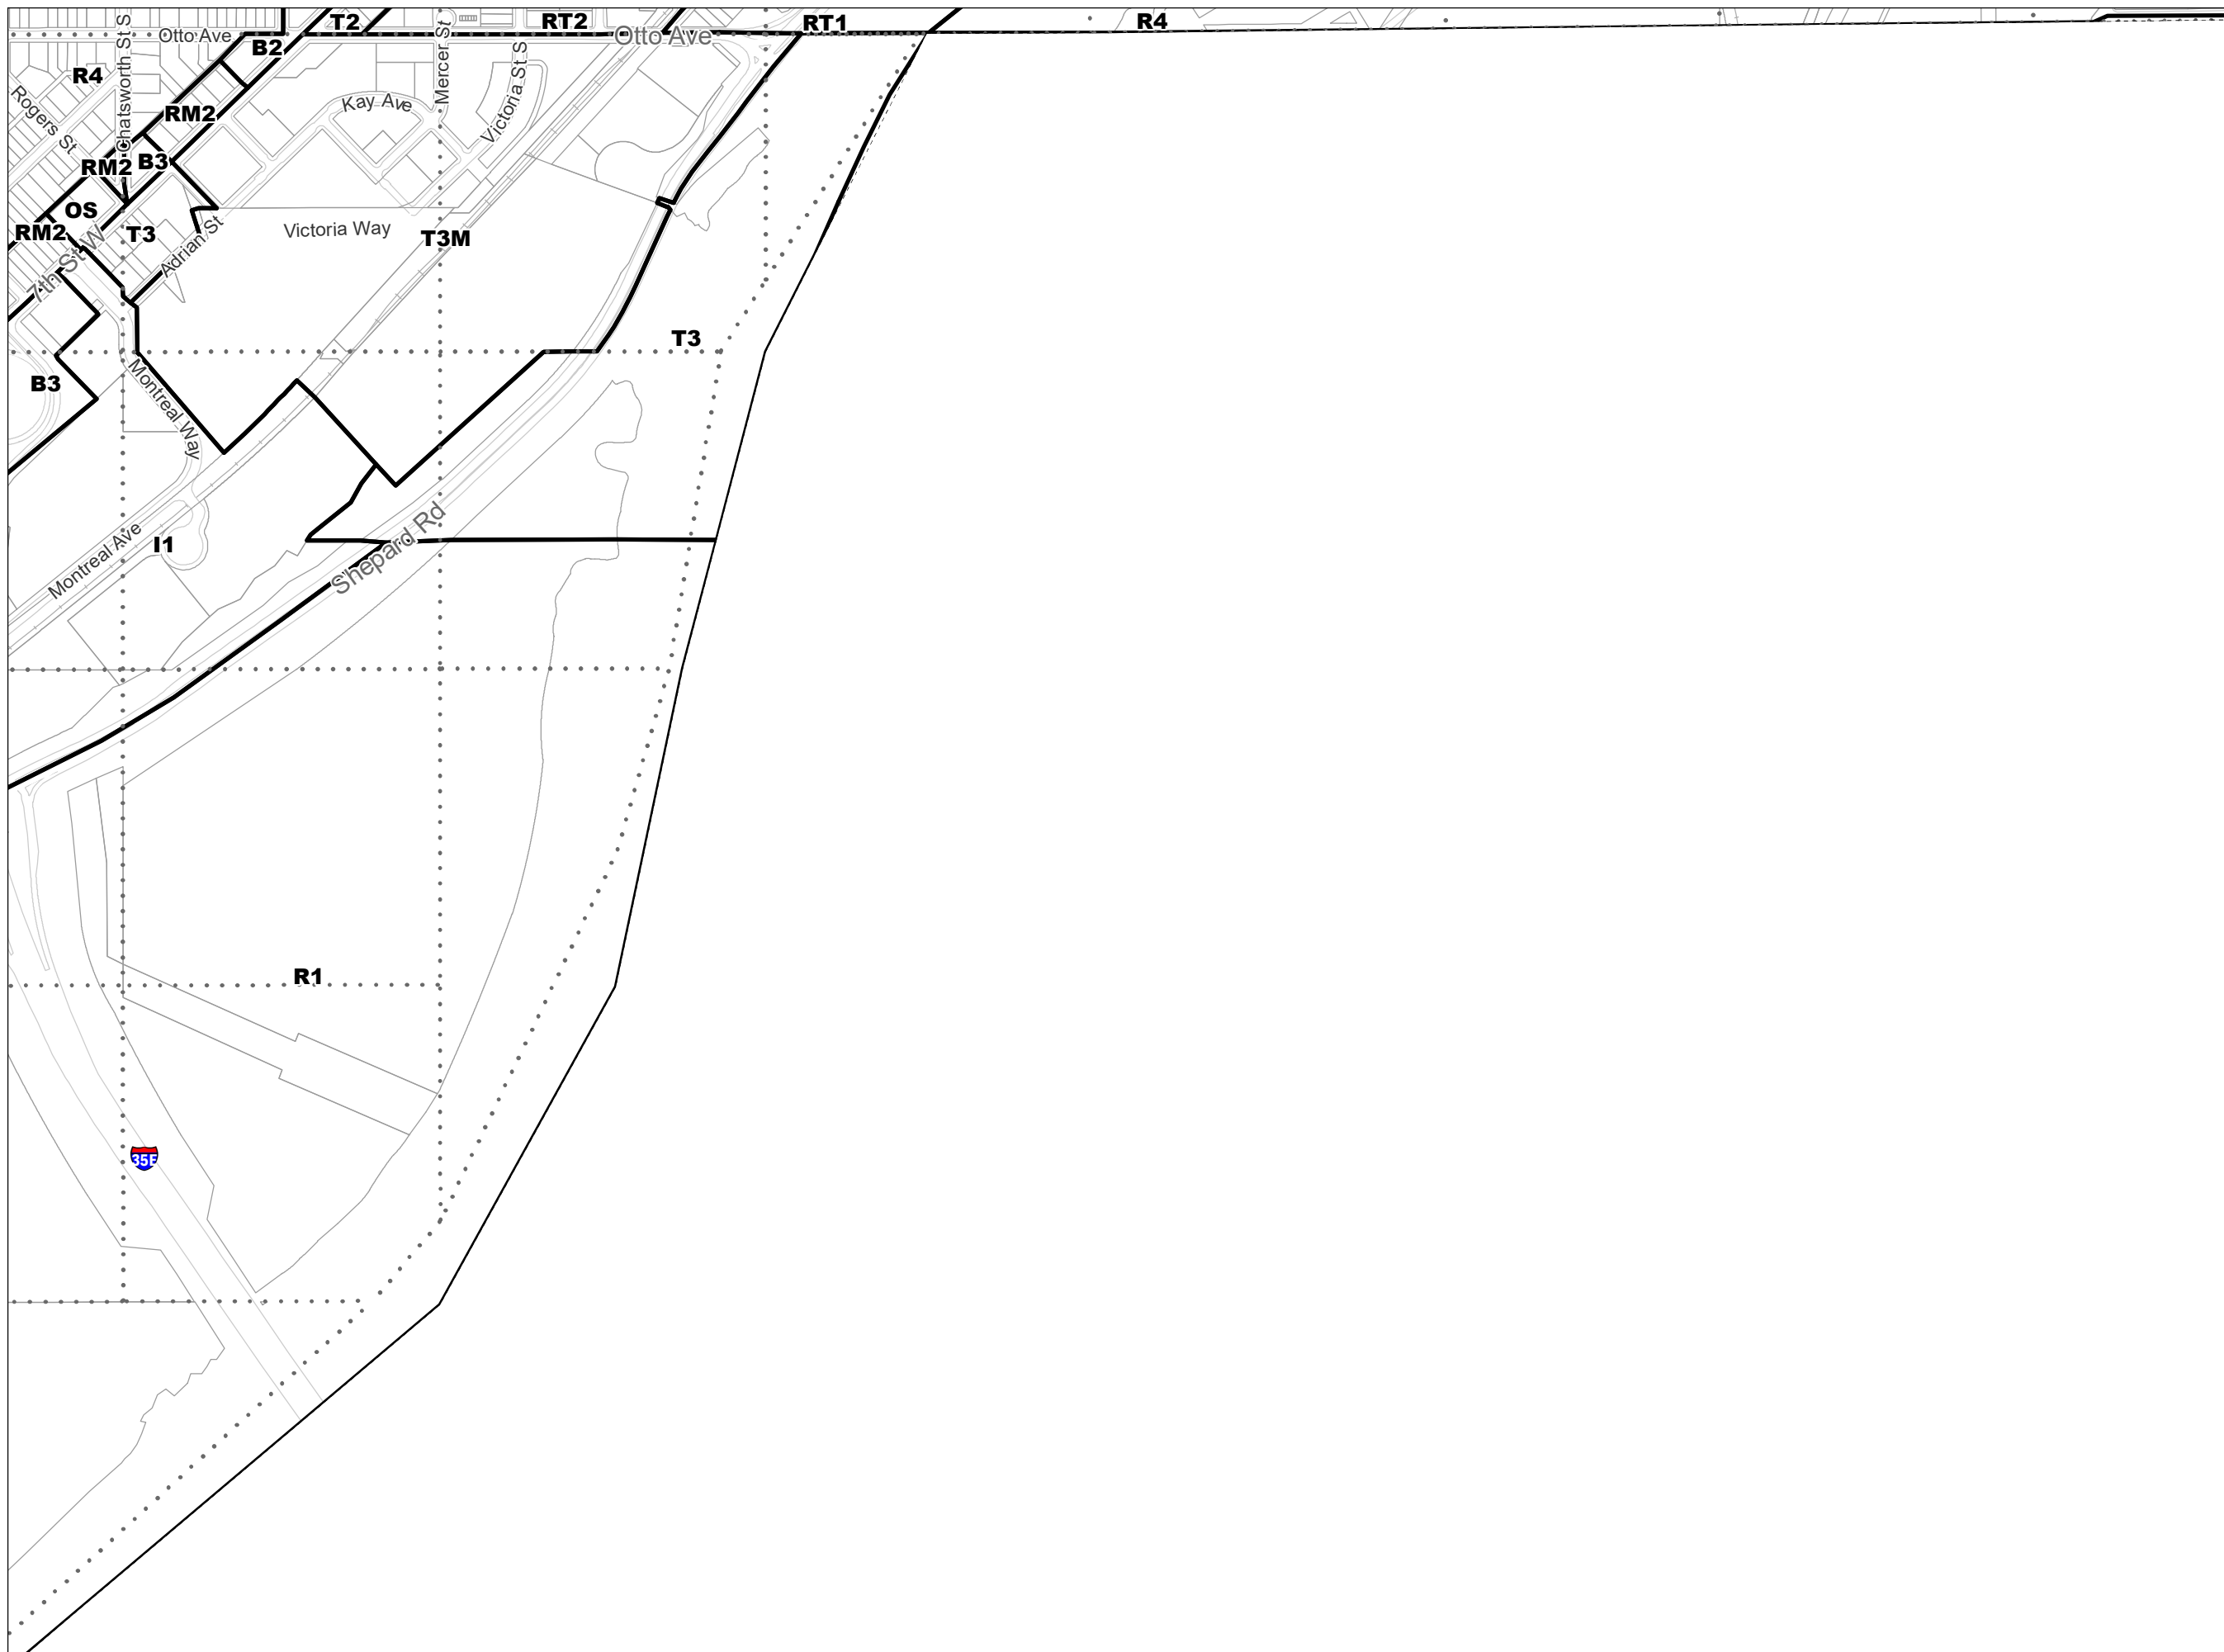 T2
RT2
RT1
R4
Otto Ave
Otto Ave
B2
Chatsworth St S
Mercer St
Victoria St S
R4
Rogers St
Kay Ave
RM2
RM2
B3
OS
RM2
T3
Adrian St
Victoria Way
T3M
7th St W
T3
B3
Montreal Way
Shepard Rd
I1
Montreal Ave
R1
35E